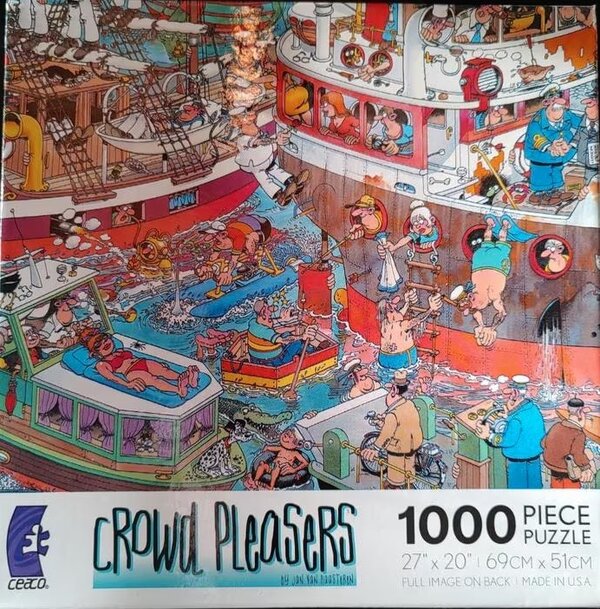 CROWD PLEASERS
BY JAN VAN HAASTEREN
1000 PIECE
PUZZLE
27" x 20" | 69CM x 51CM
FULL IMAGE ON BACK | MADE IN U.S.A.
ceaco.